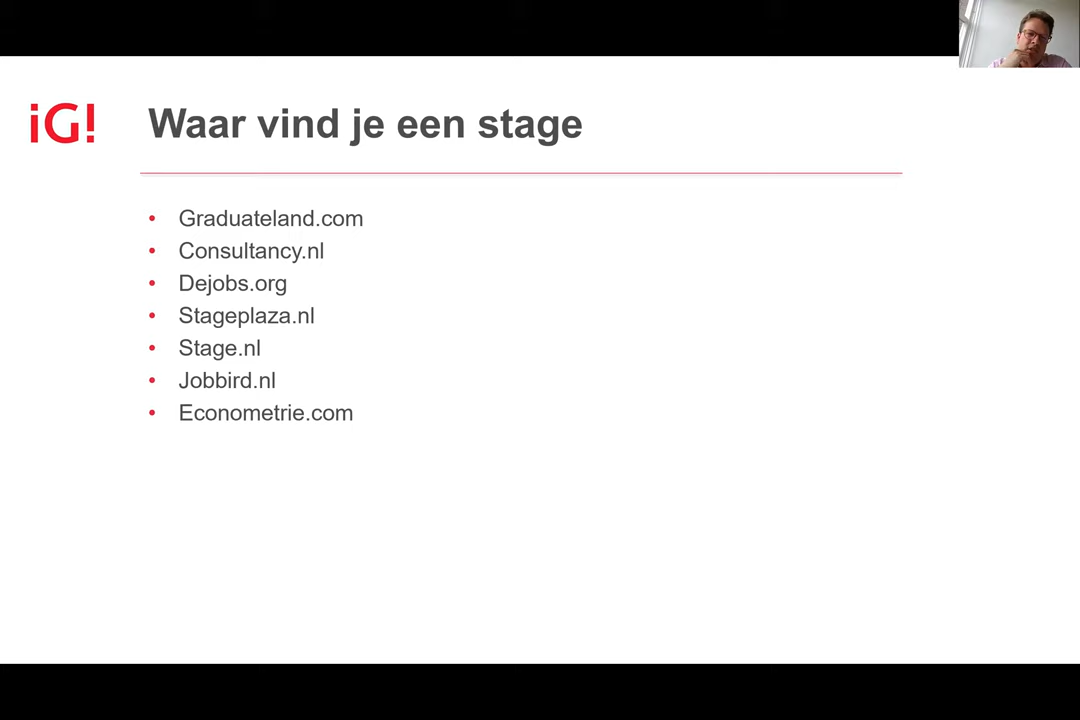 iG!
Waar vind je een stage
• Graduateland.com
• Consultancy.nl
• Dejobs.org
• Stageplaza.nl
• Stage.nl
• Jobbird.nl
• Econometrie.com